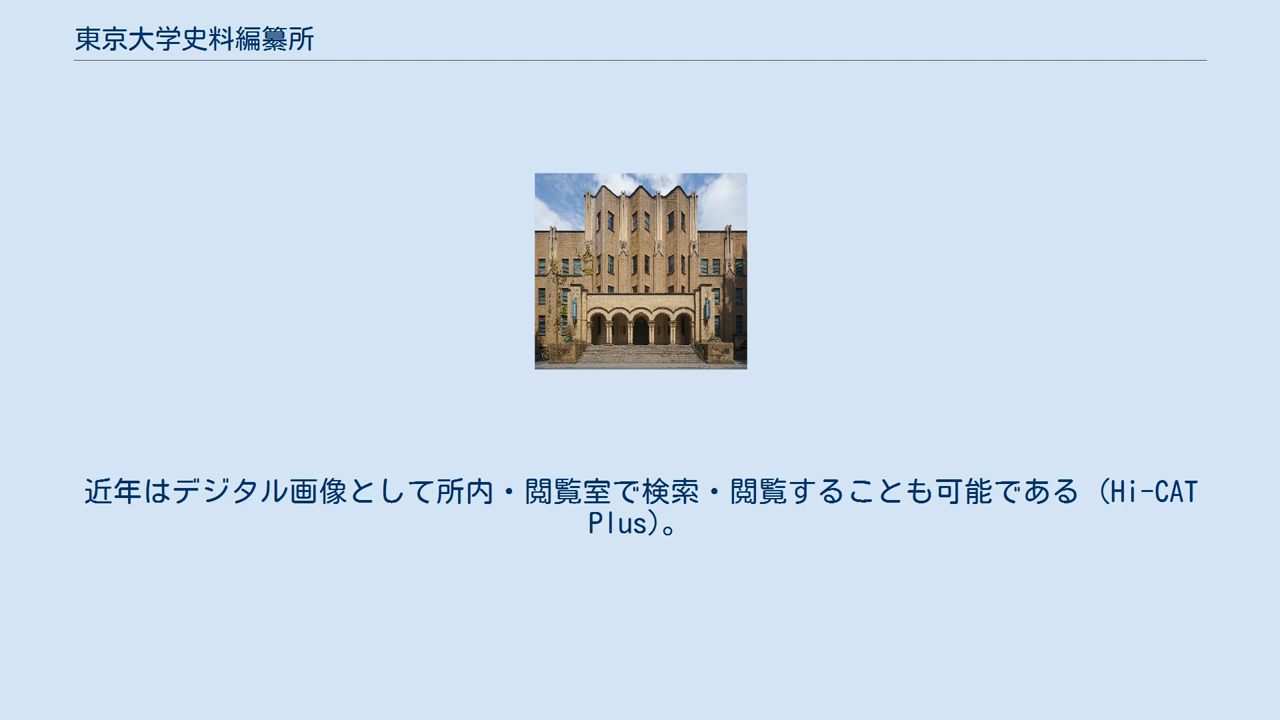 東京大学史料編纂所
近年はデジタル画像として所内・閲覧室で検索・閲覧することも可能である（Hi-CAT
Plus）。